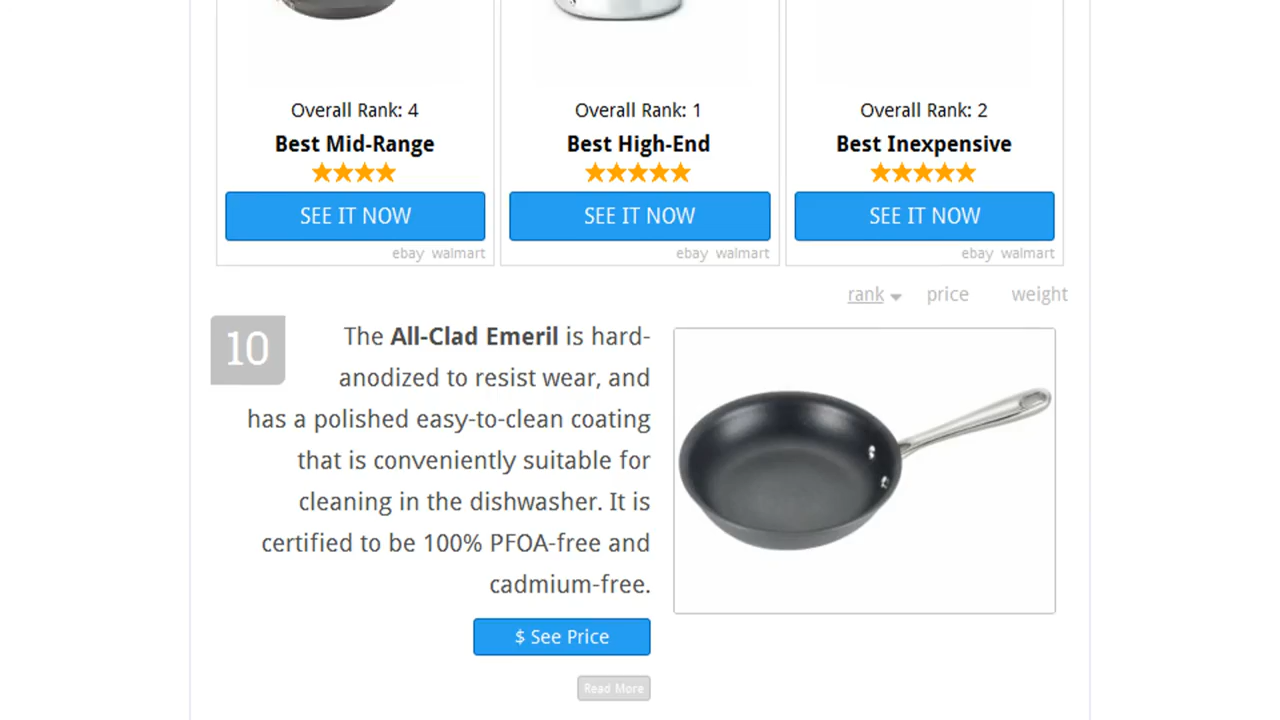 Overall Rank: 4
Best Mid-Range
SEE IT NOW
ebay walmart
Overall Rank: 1
Best High-End
SEE IT NOW
ebay walmart
Overall Rank: 2
Best Inexpensive
SEE IT NOW
ebay walmart
rank price weight
10
The All-Clad Emeril is hard-
anodized to resist wear, and
has a polished easy-to-clean coating
that is conveniently suitable for
cleaning in the dishwasher. It is
certified to be 100% PFOA-free and
cadmium-free.
$ See Price
Read More